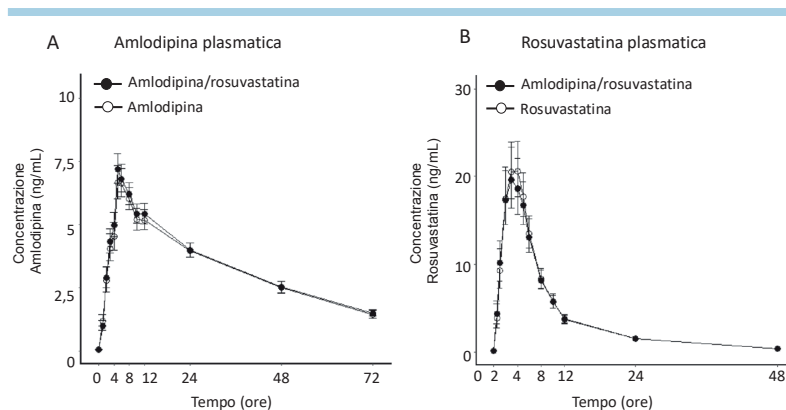 A
Amlodipina plasmatica
Amlodipina/rosuvastatina
Amlodipina
Concentrazione
Amlodipina (ng/mL)
10
7,5
5
2,5
0
0 4 8 12 24 48 72
Tempo (ore)
B
Rosuvastatina plasmatica
Amlodipina/rosuvastatina
Rosuvastatina
Concentrazione
Rosuvastatina (ng/mL)
30
20
10
0
0 2 4 8 12 24 48
Tempo (ore)